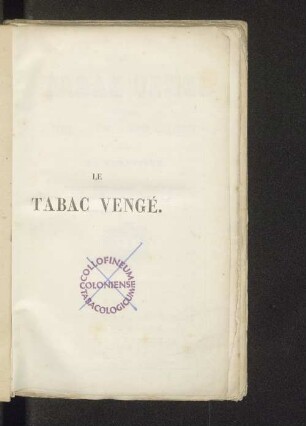 LE
TABAC VENGÉ.
COLLOFINEUM
COLONIENSE
TABACOLOGICUM